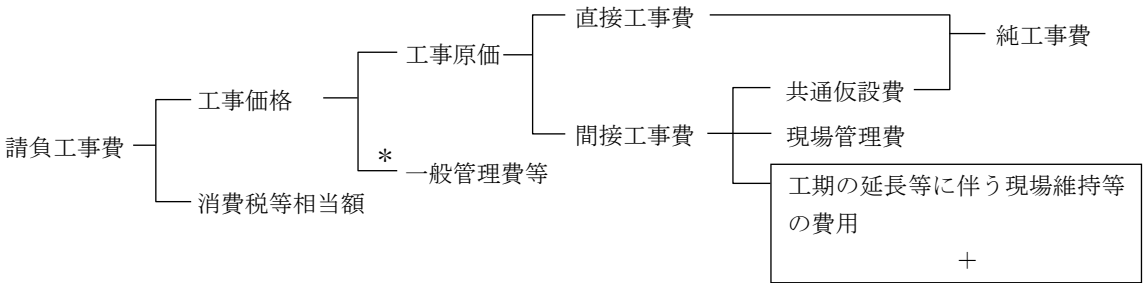 直接工事費
純工事費
工事原価
共通仮設費
工事価格
間接工事費
現場管理費
請負工事費
*
一般管理費等
工期の延長等に伴う現場維持等
の費用
消費税等相当額
+